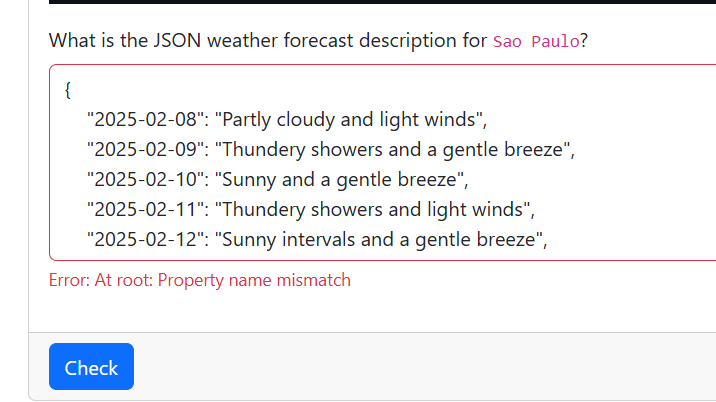 What is the JSON weather forecast description for Sao Paulo?
{
"2025-02-08": "Partly cloudy and light winds",
"2025-02-09": "Thundery showers and a gentle breeze",
"2025-02-10": "Sunny and a gentle breeze",
"2025-02-11": "Thundery showers and light winds",
"2025-02-12": "Sunny intervals and a gentle breeze",
Error: At root: Property name mismatch
Check